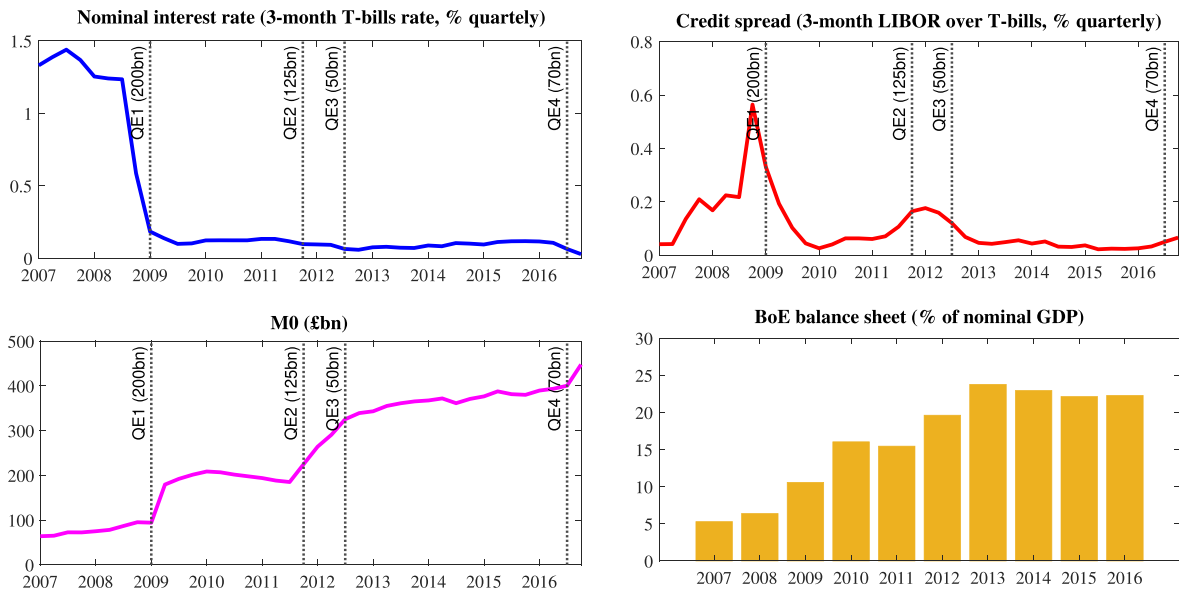 Nominal interest rate (3-month T-bills rate, % quartely)
1.5
1
0.5
0
QE1 (200bn)
QE2 (125bn)
QE3 (50bn)
QE4 (70bn)
2007 2008 2009 2010 2011 2012 2013 2014 2015 2016
Credit spread (3-month LIBOR over T-bills, % quarterly)
0.8
0.6
0.4
0.2
0
QE1 (200bn)
QE2 (125bn)
QE3 (50bn)
QE4 (70bn)
2007 2008 2009 2010 2011 2012 2013 2014 2015 2016
M0 (£bn)
500
400
300
200
100
0
QE1 (200bn)
QE2 (125bn)
QE3 (50bn)
QE4 (70bn)
2007 2008 2009 2010 2011 2012 2013 2014 2015 2016
BoE balance sheet (% of nominal GDP)
30
25
20
15
10
5
0
2007 2008 2009 2010 2011 2012 2013 2014 2015 2016